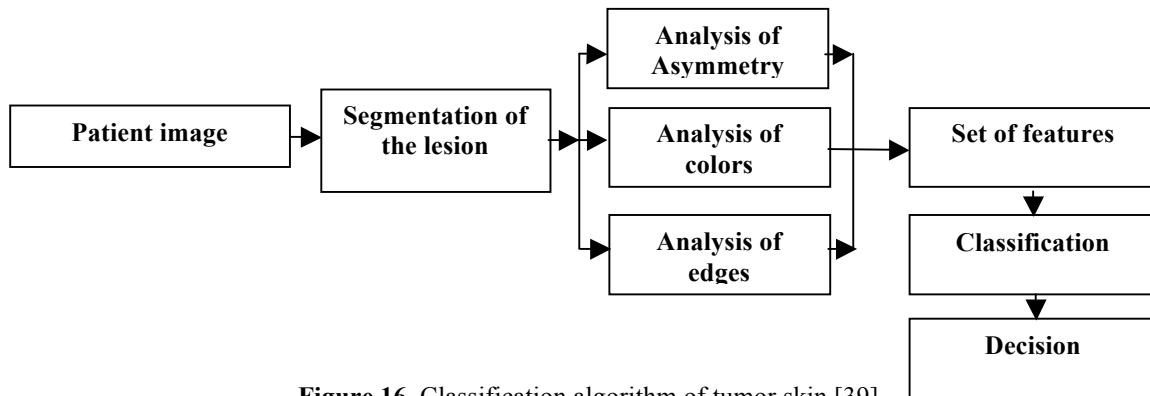 Patient image
Segmentation of
the lesion
Analysis of
Asymmetry
Analysis of
colors
Analysis of
edges
Set of features
Classification
Decision
Figure 16. Classification algorithm of tumor skin [39]